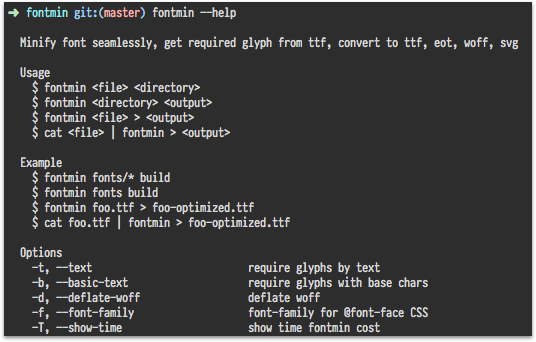 ➜ fontmin git:(master) fontmin --help
Minify font seamlessly, get required glyph from ttf, convert to ttf, eot, woff, svg
Usage
$ fontmin <file> <directory>
$ fontmin <directory> <output>
$ fontmin <file> > <output>
$ cat <file> | fontmin > <output>
Example
$ fontmin fonts/* build
$ fontmin fonts build
$ fontmin foo.ttf > foo-optimized.ttf
$ cat foo.ttf | fontmin > foo-optimized.ttf
Options
-t, --text require glyphs by text
-b, --basic-text require glyphs with base chars
-d, --deflate-woff deflate woff
-f, --font-family font-family for @font-face CSS
-T, --show-time show time fontmin cost